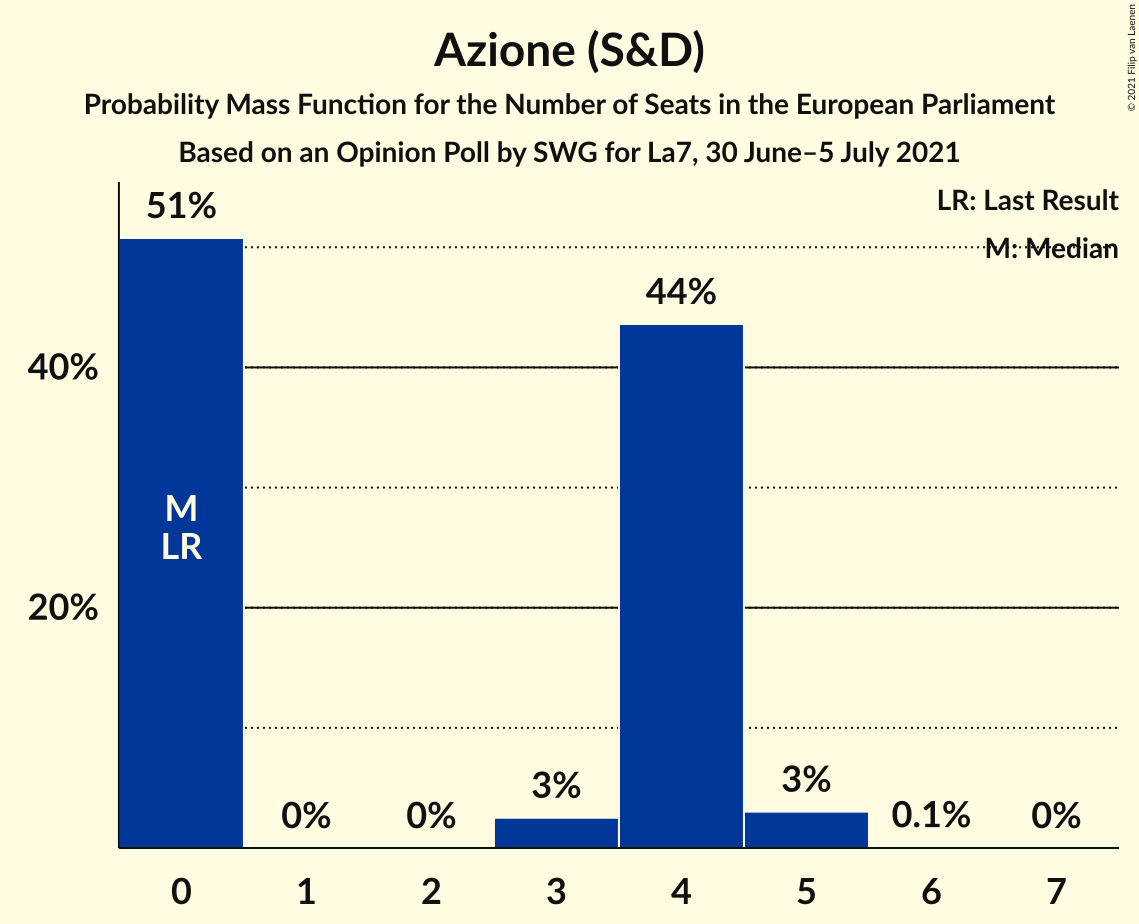 Azione (S&D)
Probability Mass Function for the Number of Seats in the European Parliament
Based on an Opinion Poll by SWG for La7, 30 June–5 July 2021
© 2021 Filip van Laenen
LR: Last Result
M: Median
51%
44%
40%
M
LR
20%
3%
3%
0%
0%
0.1%
0%
0
1
2
3
4
5
6
7